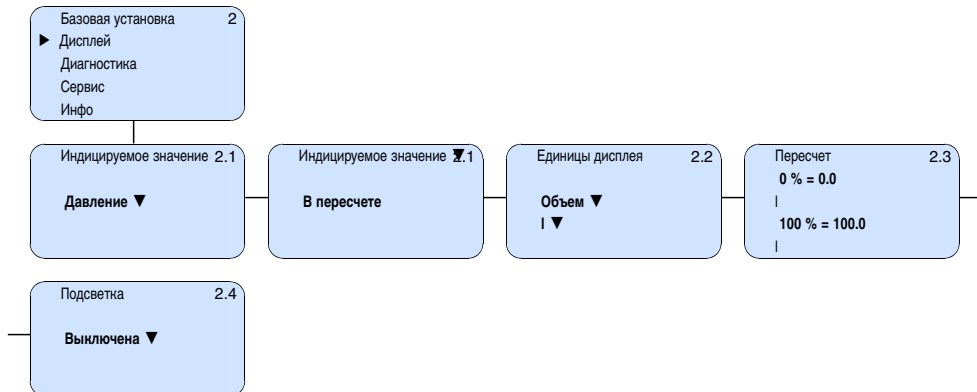 Базовая установка 2
▶ Дисплей
Диагностика
Сервис
Инфо
Индицируемое значение 2.1
Давление ▼
Индицируемое значение ▼2.1
В пересчете
Единицы дисплея 2.2
Объем ▼
l ▼
Пересчет 2.3
0 % = 0.0
l
100 % = 100.0
l
Подсветка 2.4
Выключена ▼